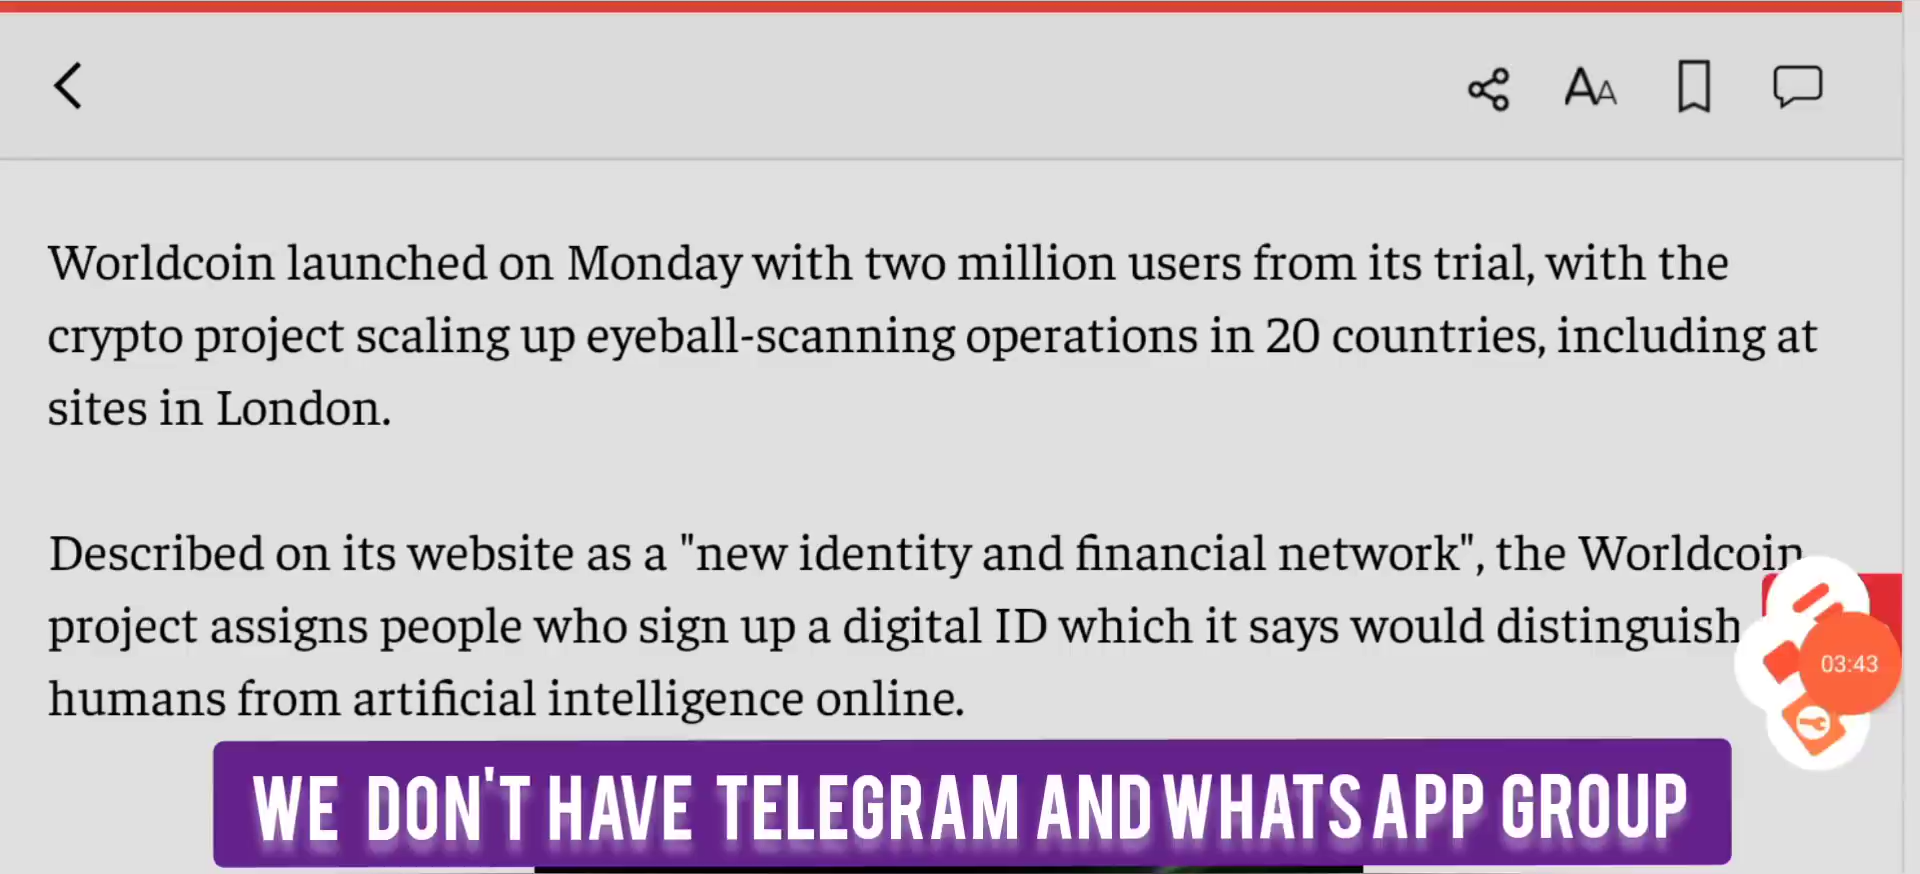 AA
Worldcoin launched on Monday with two million users from its trial, with the
crypto project scaling up eyeball-scanning operations in 20 countries, including at
sites in London.
Described on its website as a "new identity and financial network", the Worldcoin
project assigns people who sign up a digital ID which it says would distinguish
03:43
humans from artificial intelligence online.
WE DON'T HAVE TELEGRAM AND WHATS APP GROUP